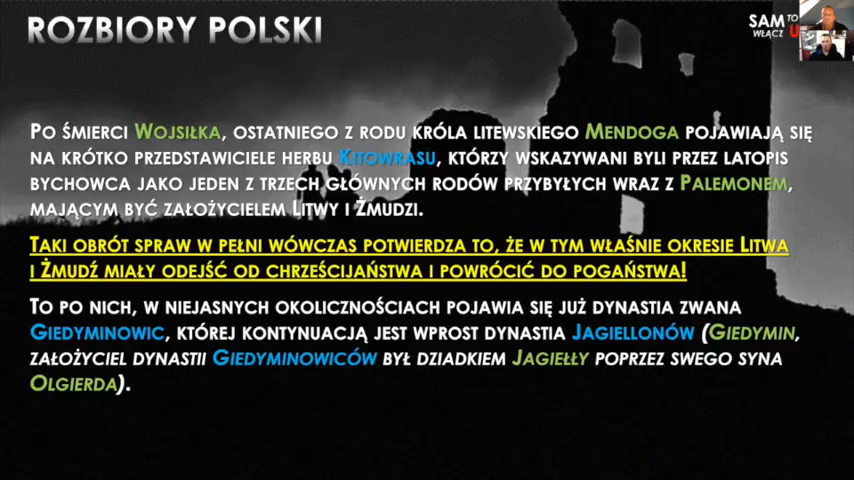 ROZBIORY POLSKI
SAM TO
WŁĄCZ
PO ŚMIERCI WOJSIŁKA, OSTATNIEGO Z RODU KRÓLA LITEWSKIEGO MENDOGA POJAWIAJĄ SIĘ
NA KRÓTKO PRZEDSTAWICIELE HERBU KITOWRASU, KTÓRZY WSKAZYWANI BYLI PRZEZ LATOPIS
BYCHOWCA JAKO JEDEN Z TRZECH GŁÓWNYCH RODÓW PRZYBYŁYCH WRAZ Z PALEMONEM,
MAJĄCYM BYĆ ZAŁOŻYCIELEM LITWY I ŻMUDZI.
TAKI OBRÓT SPRAW W PEŁNI WÓWCZAS POTWIERDZA TO, ŻE W TYM WŁAŚNIE OKRESIE LITWA
I ŻMUDŹ MIAŁY ODEJŚĆ OD CHRZEŚCIJAŃSTWA I POWRÓCIĆ DO POGAŃSTWA!
TO PO NICH, W NIEJASNYCH OKOLICZNOŚCIACH POJAWIA SIĘ JUŻ DYNASTIA ZWANA
GIEDYMINOWIC, KTÓREJ KONTYNUACJĄ JEST WPROST DYNASTIA JAGIELLONÓW (GIEDYMIN,
ZAŁOŻYCIEL DYNASTII GIEDYMINOWICÓW BYŁ DZIADKIEM JAGIEŁŁY POPRZEZ SWEGO SYNA
OLGIERDA).